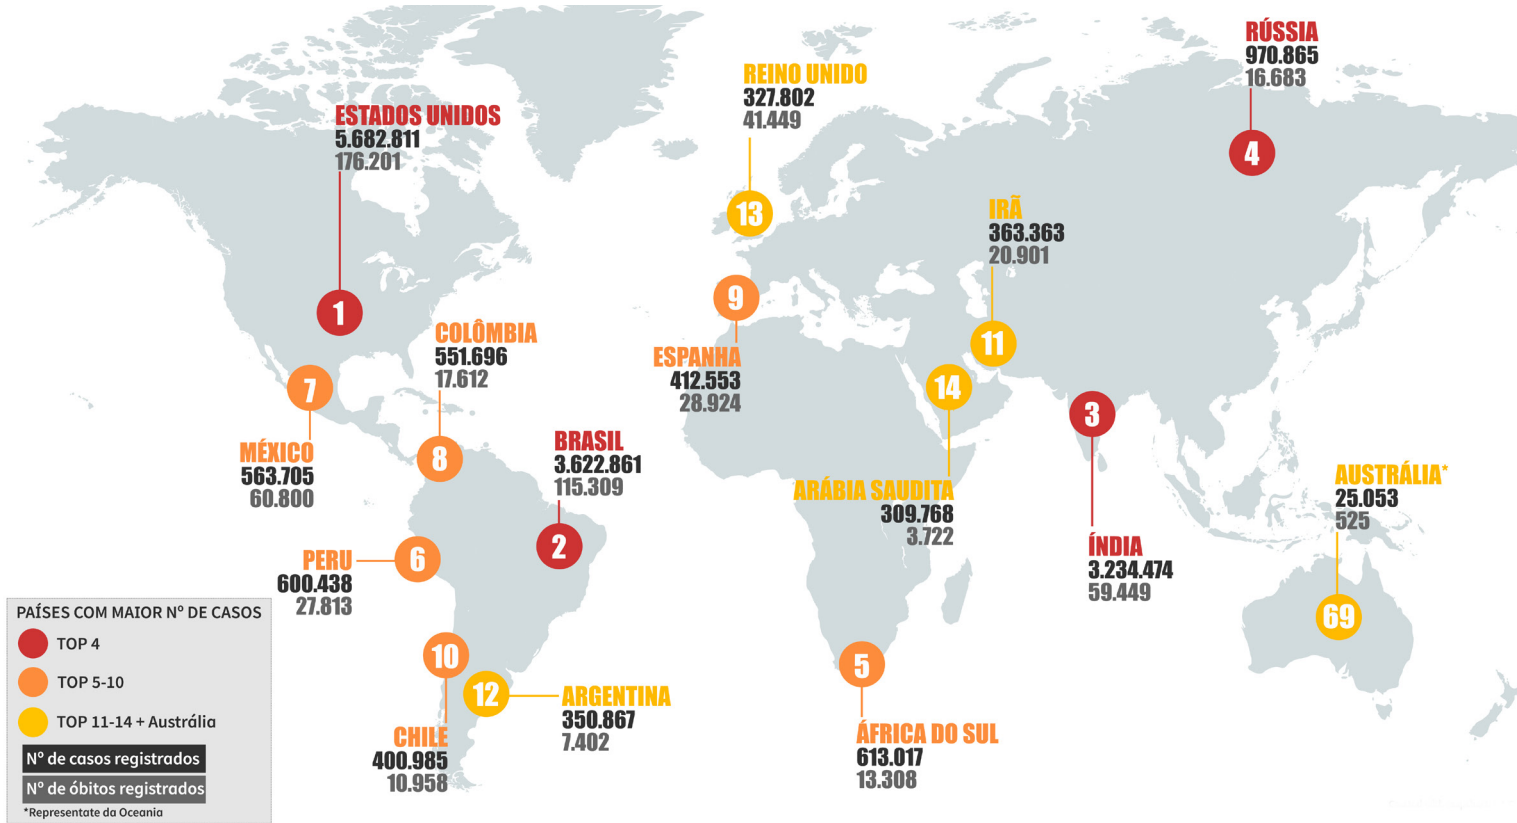 RÚSSIA
970.865
16.683
4
REINO UNIDO
327.802
41.449
13
ESTADOS UNIDOS
5.682.811
176.201
1
IRÃ
363.363
20.901
11
COLÔMBIA
551.696
17.612
8
9
ESPANHA
412.553
28.924
7
MÉXICO
563.705
60.800
14
ARÁBIA SAUDITA
309.768
3.722
3
ÍNDIA
3.234.474
59.449
BRASIL
3.622.861
115.309
2
AUSTRÁLIA*
25.053
525
69
PERU
600.438
27.813
6
10
CHILE
400.985
10.958
12
ARGENTINA
350.867
7.402
5
ÁFRICA DO SUL
613.017
13.308
PAÍSES COM MAIOR Nº DE CASOS
TOP 4
TOP 5-10
TOP 11-14 + Austrália
Nº de casos registrados
Nº de óbitos registrados
*Representate da Oceania